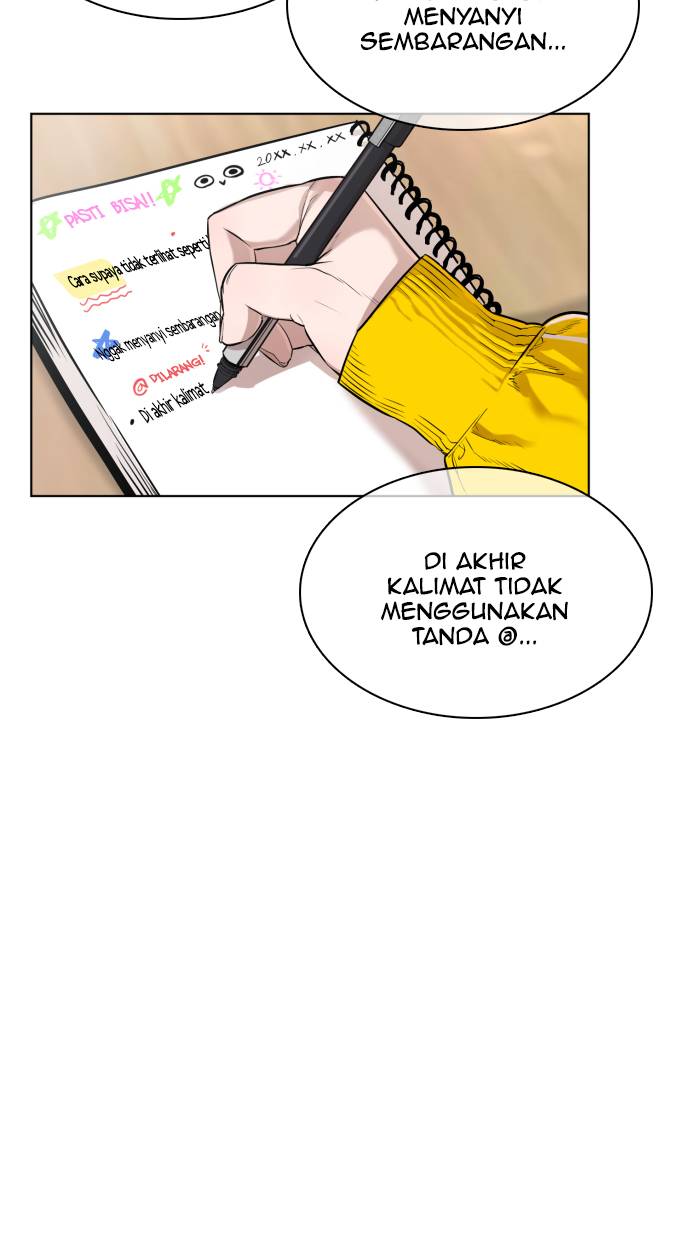 MENYANYI
SEMBARANGAN...
20XX.XX.XX
PASTI BISA!!
Cara supaya tidak terlihat seperti
Nggak menyanyi sembarangan
@ DILARANG!
• Di akhir kalimat
DI AKHIR
KALIMAT TIDAK
MENGGUNAKAN
TANDA @...